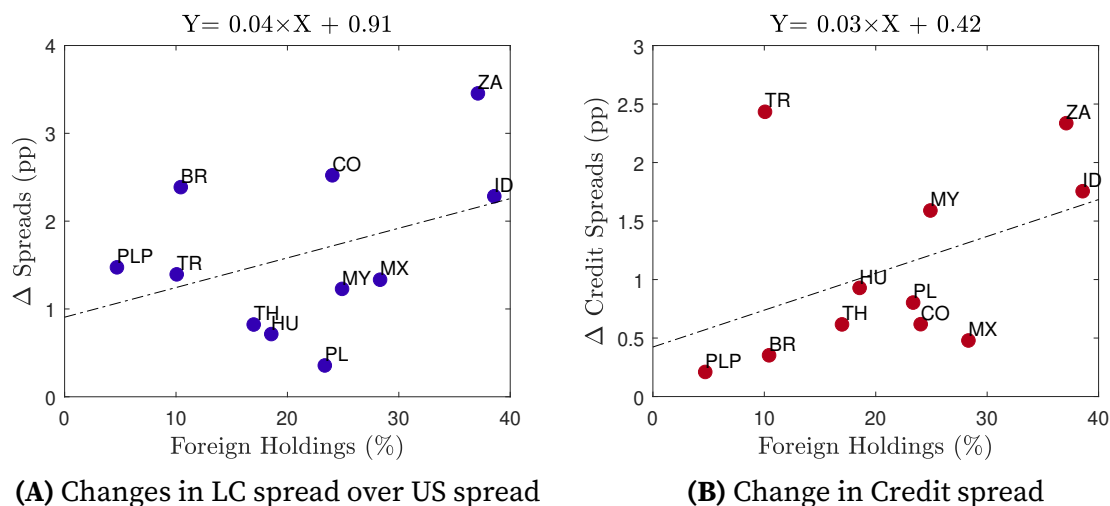 Y= 0.04×X + 0.91
4
3
2
1
0
Δ Spreads (pp)
ZA
CO
BR
ID
PLP
TR
MY
MX
TH
HU
PL
0 10 20 30 40
Foreign Holdings (%)
(A) Changes in LC spread over US spread
Y= 0.03×X + 0.42
3
2.5
2
1.5
1
0.5
0
Δ Credit Spreads (pp)
TR
ZA
ID
MY
HU
PL
TH
CO
MX
BR
PLP
0 10 20 30 40
Foreign Holdings (%)
(B) Change in Credit spread